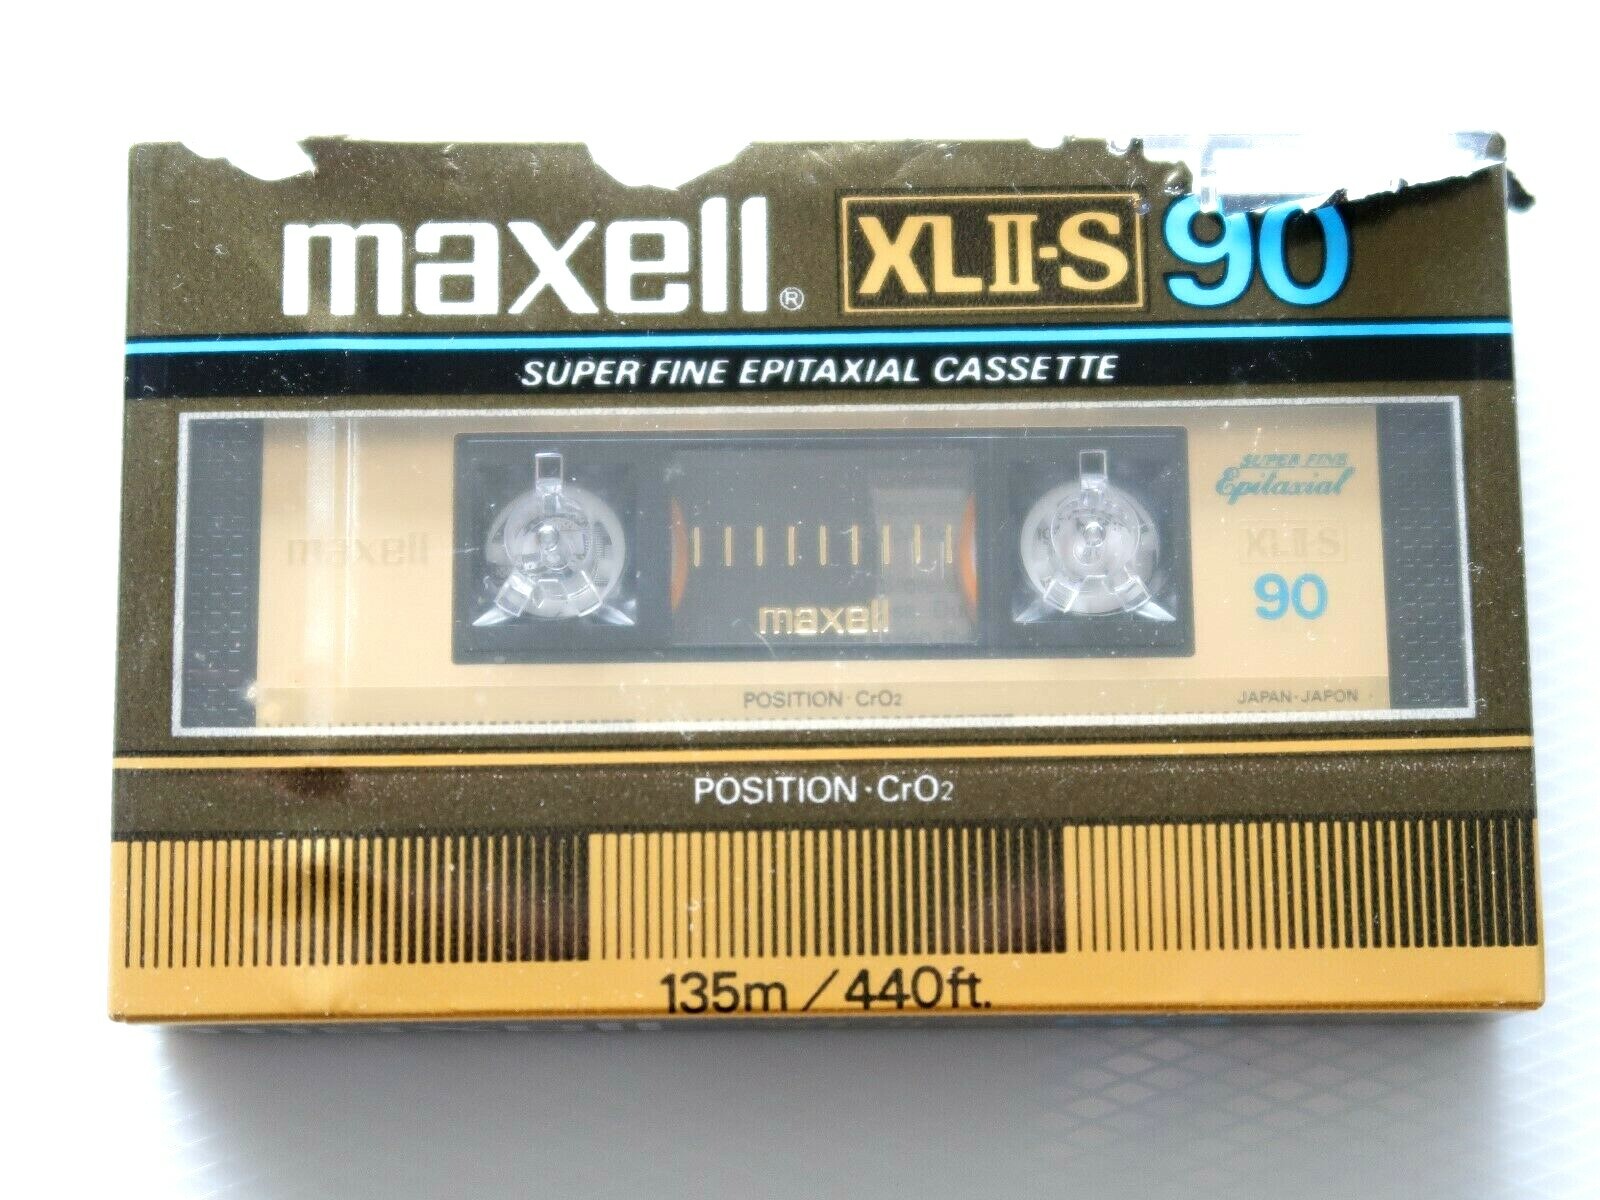 maxell® XLII-S 90
SUPER FINE EPITAXIAL CASSETTE
SUPER FINE
Epitaxial
maxell
XLII-S
90
maxell
POSITION·CrO2
JAPAN-JAPON
POSITION·CrO2
135m/440ft.